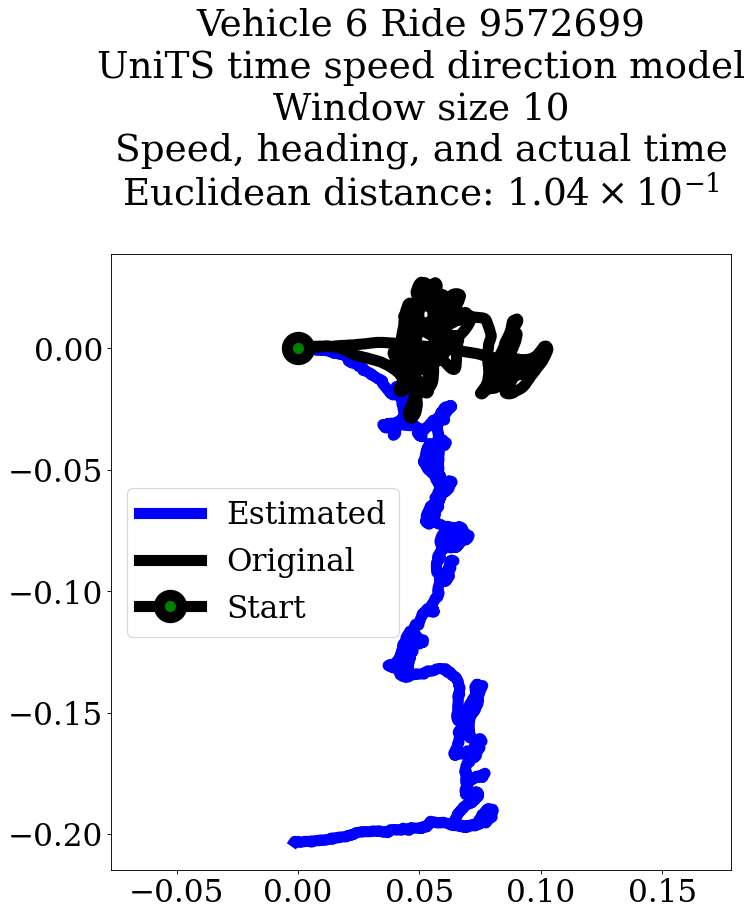 Vehicle 6 Ride 9572699
UniTS time speed direction model
Window size 10
Speed, heading, and actual time
Euclidean distance: 1.04 × 10⁻¹
0.00
−0.05
−0.10
−0.15
−0.20
Estimated
Original
Start
−0.05 0.00 0.05 0.10 0.15